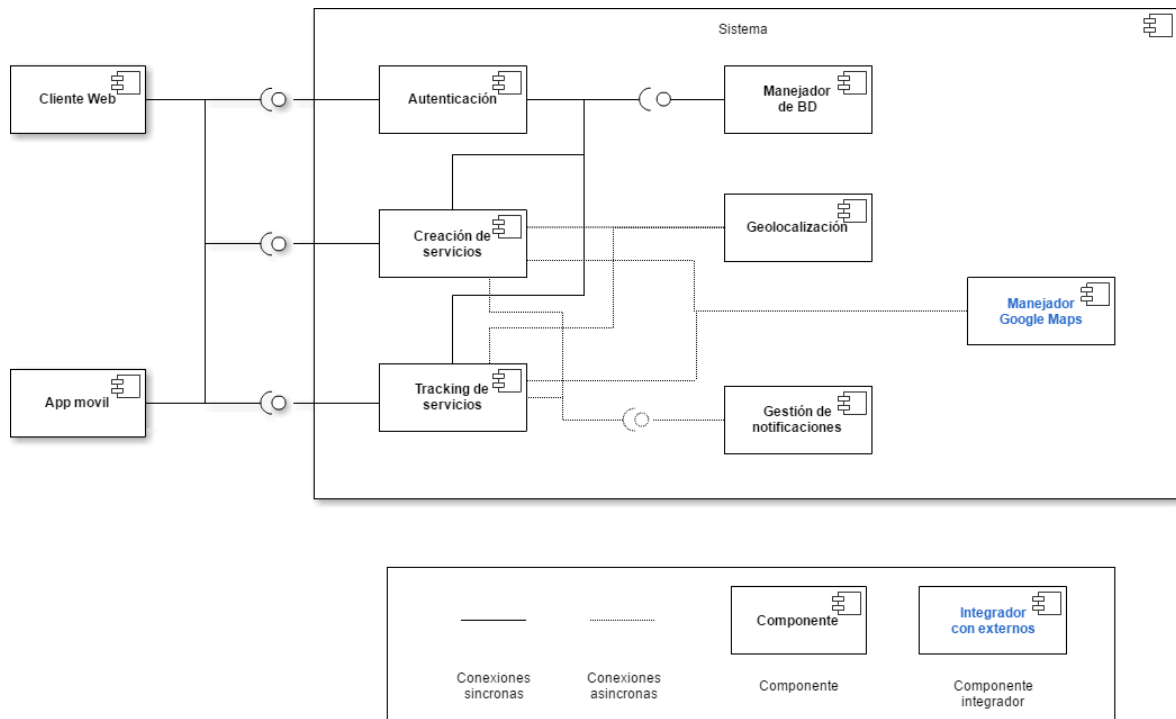 Sistema
Cliente Web
Autenticación
Manejador
de BD
Creación de
servicios
Geolocalización
Manejador
Google Maps
App movil
Tracking de
servicios
Gestión de
notificaciones
Componente
Integrador
con externos
Conexiones
sincronas
Conexiones
asincronas
Componente
Componente
integrador